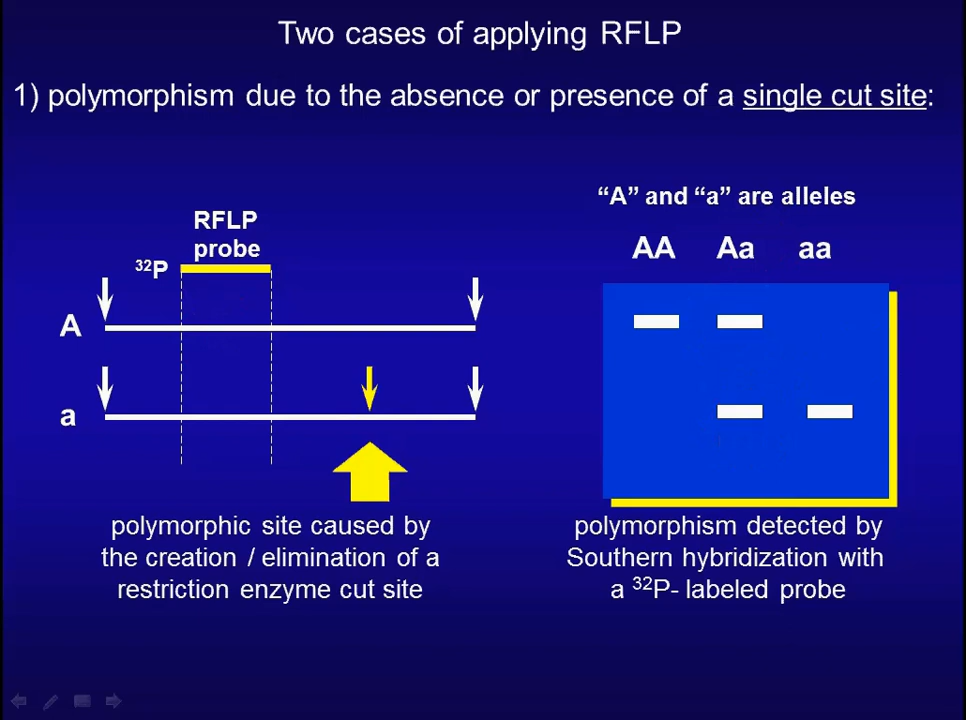 Two cases of applying RFLP
1) polymorphism due to the absence or presence of a single cut site:
RFLP
probe
³²P
A
a
polymorphic site caused by
the creation / elimination of a
restriction enzyme cut site
“A” and “a” are alleles
AA Aa aa
polymorphism detected by
Southern hybridization with
a ³²P- labeled probe